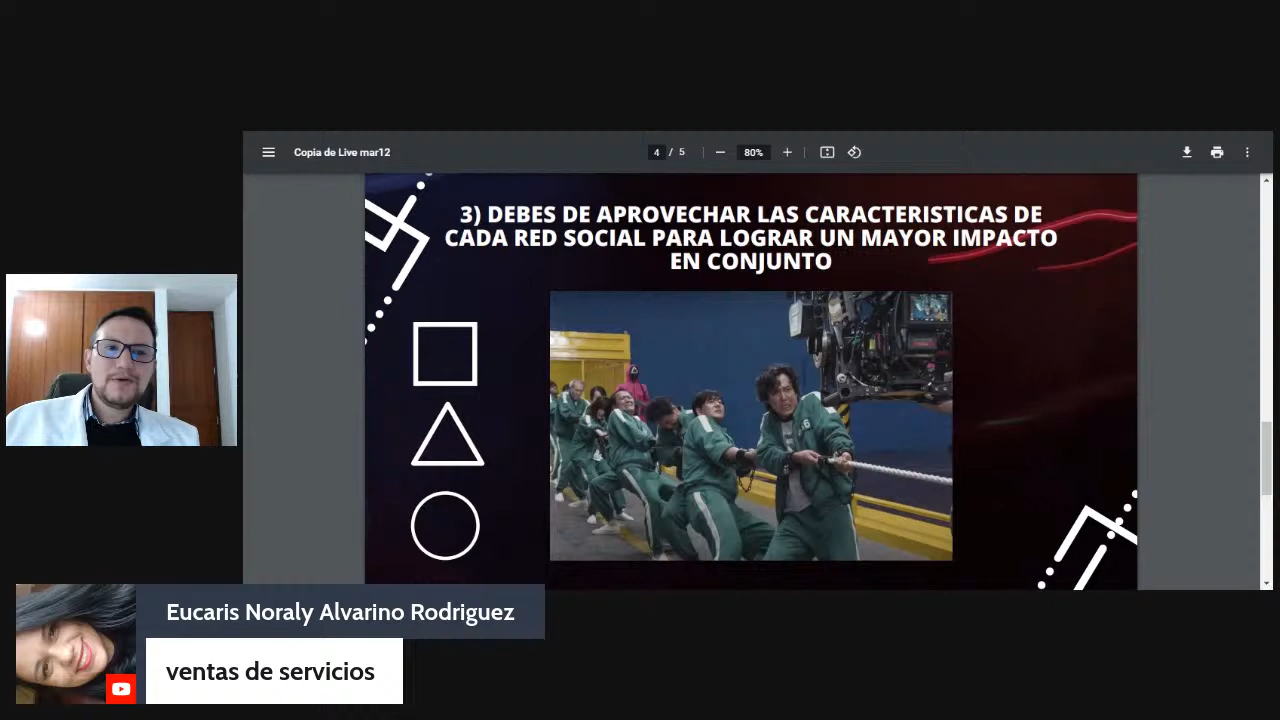 Copia de Live mar12
4 / 5
80%
3) DEBES DE APROVECHAR LAS CARACTERISTICAS DE
CADA RED SOCIAL PARA LOGRAR UN MAYOR IMPACTO
EN CONJUNTO
Eucaris Noraly Alvarino Rodriguez
ventas de servicios